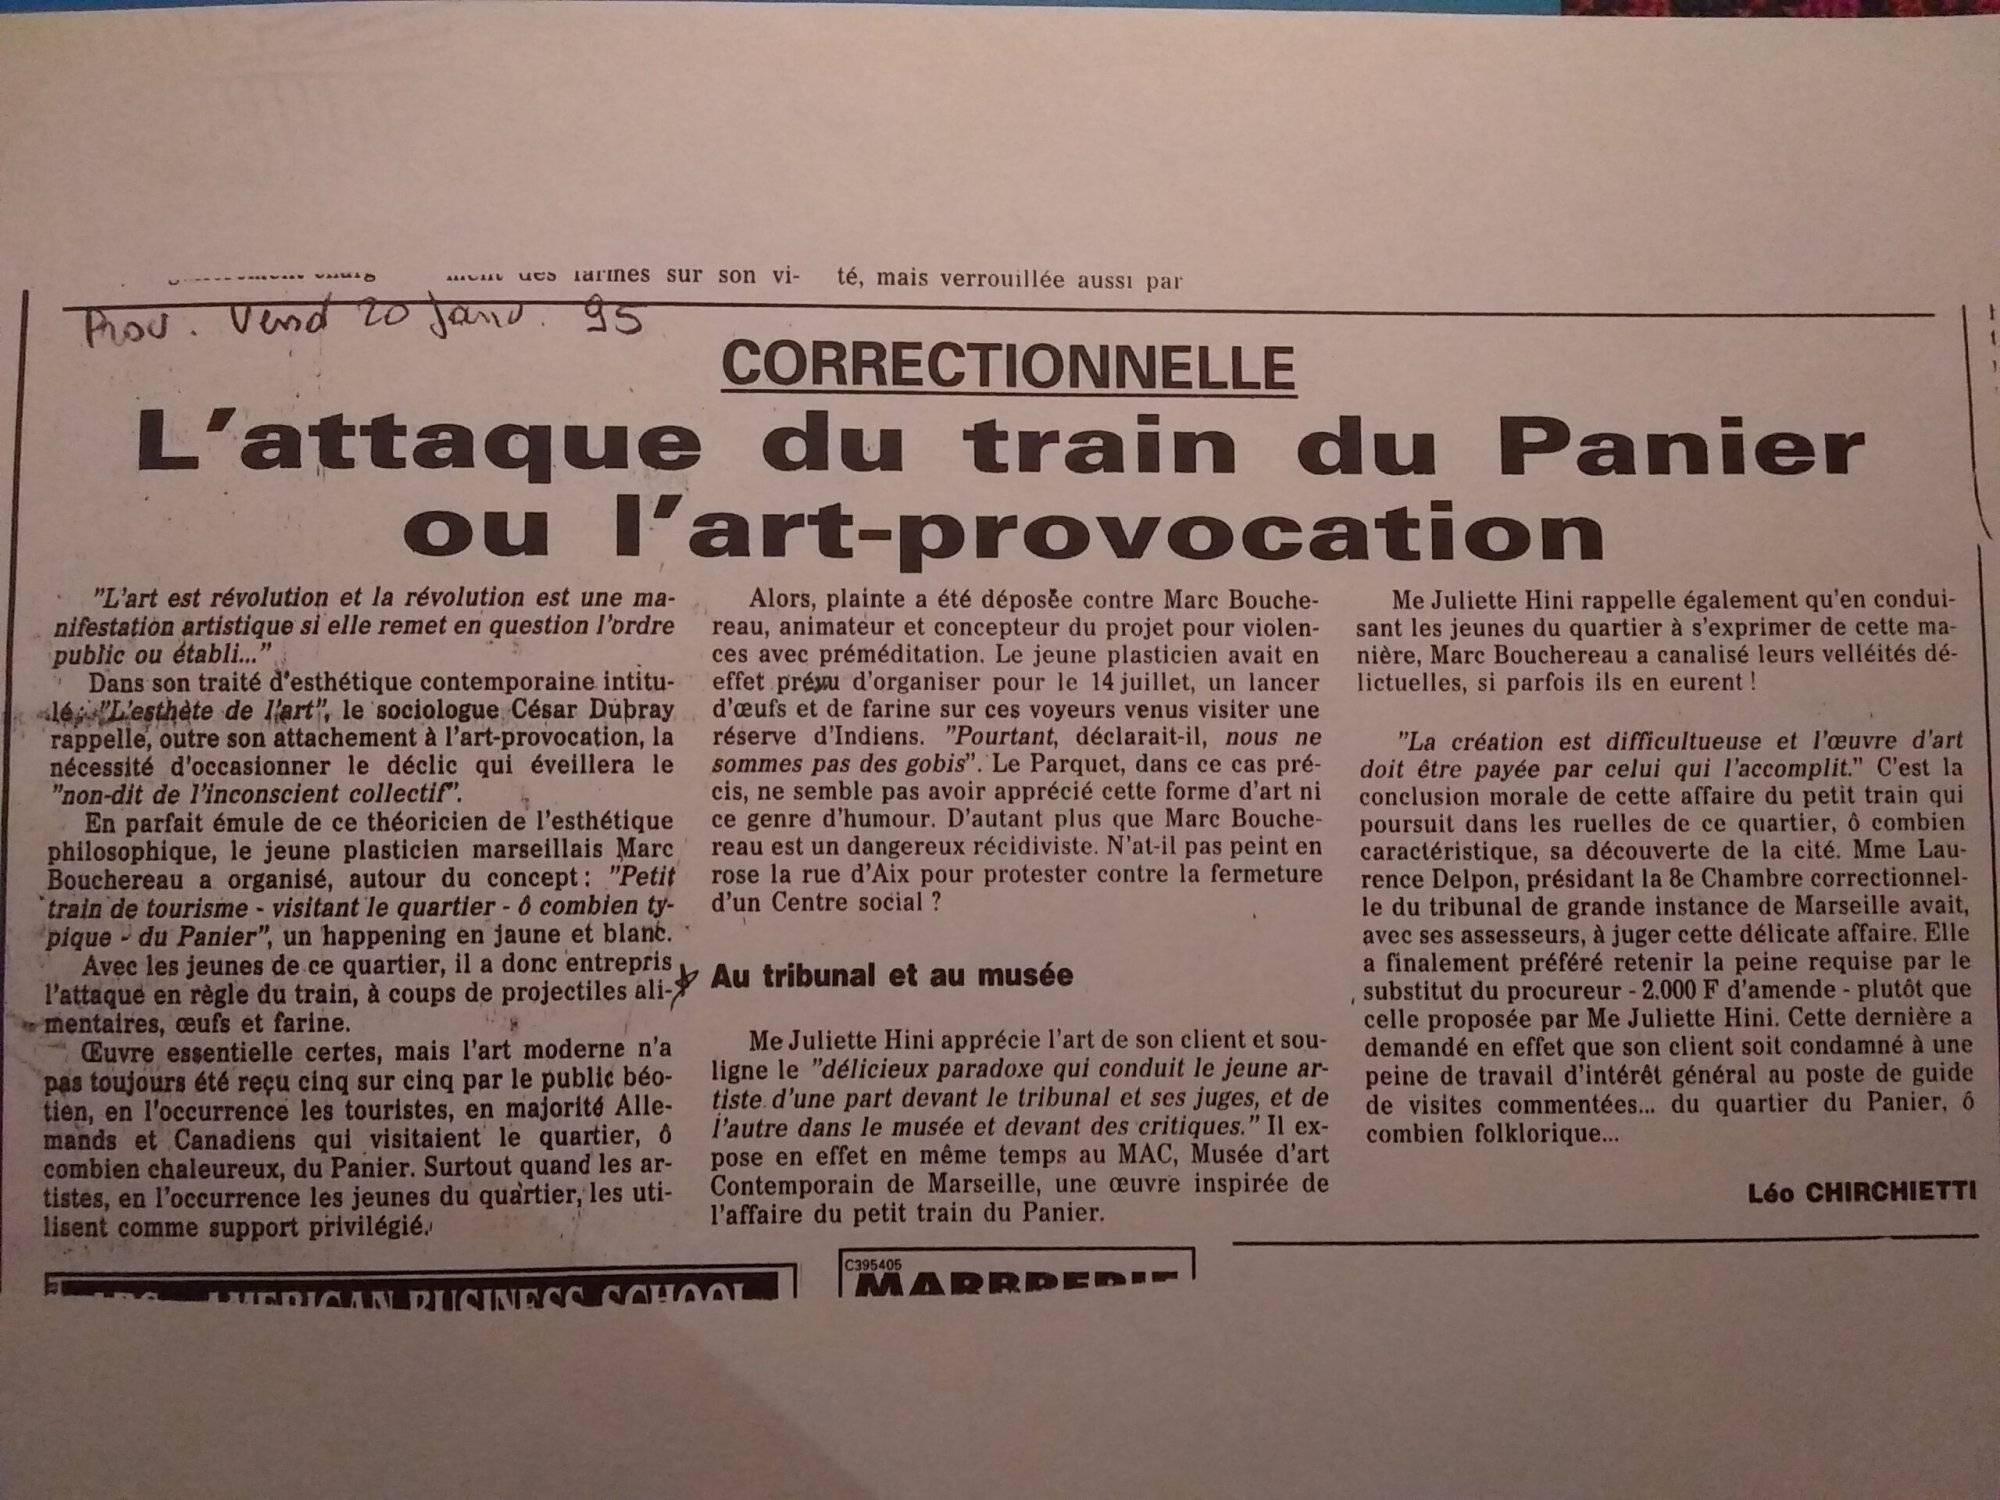 des farines sur son vi-
té, mais verrouillée aussi par
Prov. Vend 20 Janv. 95
CORRECTIONNELLE
L'attaque du train du Panier
ou l'art-provocation
"L'art est révolution et la révolution est une ma-
nifestation artistique si elle remet en question l'ordre
public ou établi..."
Dans son traité d'esthétique contemporaine intitu-
lé: "L'esthète de l'art", le sociologue César Dubray
rappelle, outre son attachement à l'art-provocation, la
nécessité d'occasionner le déclic qui éveillera le
"non-dit de l'inconscient collectif".
En parfait émule de ce théoricien de l'esthétique
philosophique, le jeune plasticien marseillais Marc
Bouchereau a organisé, autour du concept : "Petit
train de tourisme - visitant le quartier - ô combien ty-
pique - du Panier", un happening en jaune et blanc.
Avec les jeunes de ce quartier, il a donc entrepris
l'attaque en règle du train, à coups de projectiles ali-
mentaires, œufs et farine.
Œuvre essentielle certes, mais l'art moderne n'a
pas toujours été reçu cinq sur cinq par le public béo-
tien, en l'occurrence les touristes, en majorité Alle-
mands et Canadiens qui visitaient le quartier, ô
combien chaleureux, du Panier. Surtout quand les ar-
tistes, en l'occurrence les jeunes du quartier, les uti-
lisent comme support privilégié.
Alors, plainte a été déposée contre Marc Bouche-
reau, animateur et concepteur du projet pour violen-
ces avec préméditation. Le jeune plasticien avait en
effet prévu d'organiser pour le 14 juillet, un lancer
d'œufs et de farine sur ces voyeurs venus visiter une
réserve d'Indiens. "Pourtant, déclarait-il, nous ne
sommes pas des gobis". Le Parquet, dans ce cas pré-
cis, ne semble pas avoir apprécié cette forme d'art ni
ce genre d'humour. D'autant plus que Marc Bouche-
reau est un dangereux récidiviste. N'at-il pas peint en
rose la rue d'Aix pour protester contre la fermeture
d'un Centre social ?
Au tribunal et au musée
Me Juliette Hini apprécie l'art de son client et sou-
ligne le "délicieux paradoxe qui conduit le jeune ar-
tiste d'une part devant le tribunal et ses juges, et de
l'autre dans le musée et devant des critiques." Il ex-
pose en effet en même temps au MAC, Musée d'art
Contemporain de Marseille, une œuvre inspirée de
l'affaire du petit train du Panier.
Me Juliette Hini rappelle également qu'en condui-
sant les jeunes du quartier à s'exprimer de cette ma-
nière, Marc Bouchereau a canalisé leurs velléités dé-
lictuelles, si parfois ils en eurent !
"La création est difficultueuse et l'œuvre d'art
doit être payée par celui qui l'accomplit." C'est la
conclusion morale de cette affaire du petit train qui
poursuit dans les ruelles de ce quartier, ô combien
caractéristique, sa découverte de la cité. Mme Lau-
rence Delpon, présidant la 8e Chambre correctionnel-
le du tribunal de grande instance de Marseille avait,
avec ses assesseurs, à juger cette délicate affaire. Elle
a finalement préféré retenir la peine requise par le
substitut du procureur - 2.000 F d'amende - plutôt que
celle proposée par Me Juliette Hini. Cette dernière a
demandé en effet que son client soit condamné à une
peine de travail d'intérêt général au poste de guide
de visites commentées... du quartier du Panier, ô
combien folklorique...
Léo CHIRCHIETTI
AMERICAN BUSINESS SCHOOL
C395405